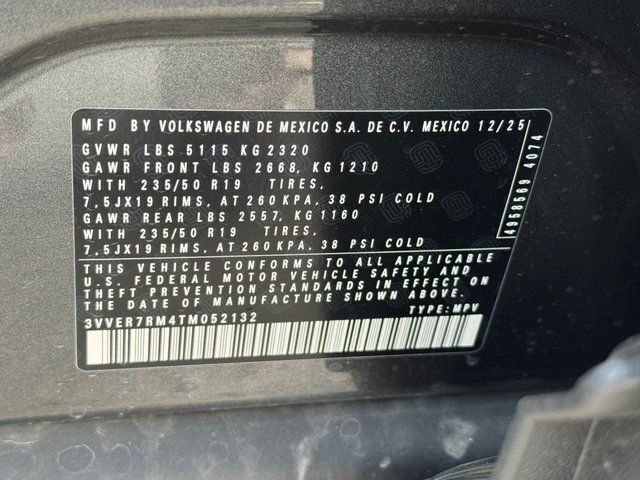 MFD BY VOLKSWAGEN DE MEXICO S.A. DE C.V. MEXICO 12/25
GVWR LBS 5115 KG 2320
GAWR FRONT LBS 2668, KG 1210
WITH 235/50 R19 TIRES,
7,5JX19 RIMS, AT 260 KPA, 38 PSI COLD
GAWR REAR LBS 2557, KG 1160
WITH 235/50 R19 TIRES,
7,5JX19 RIMS, AT 260 KPA, 38 PSI COLD
THIS VEHICLE CONFORMS TO ALL APPLICABLE
U.S. FEDERAL MOTOR VEHICLE SAFETY AND
THEFT PREVENTION STANDARDS IN EFFECT ON
THE DATE OF MANUFACTURE SHOWN ABOVE.
3VVER7RM4TM052132 TYPE: MPV
4958569 4074